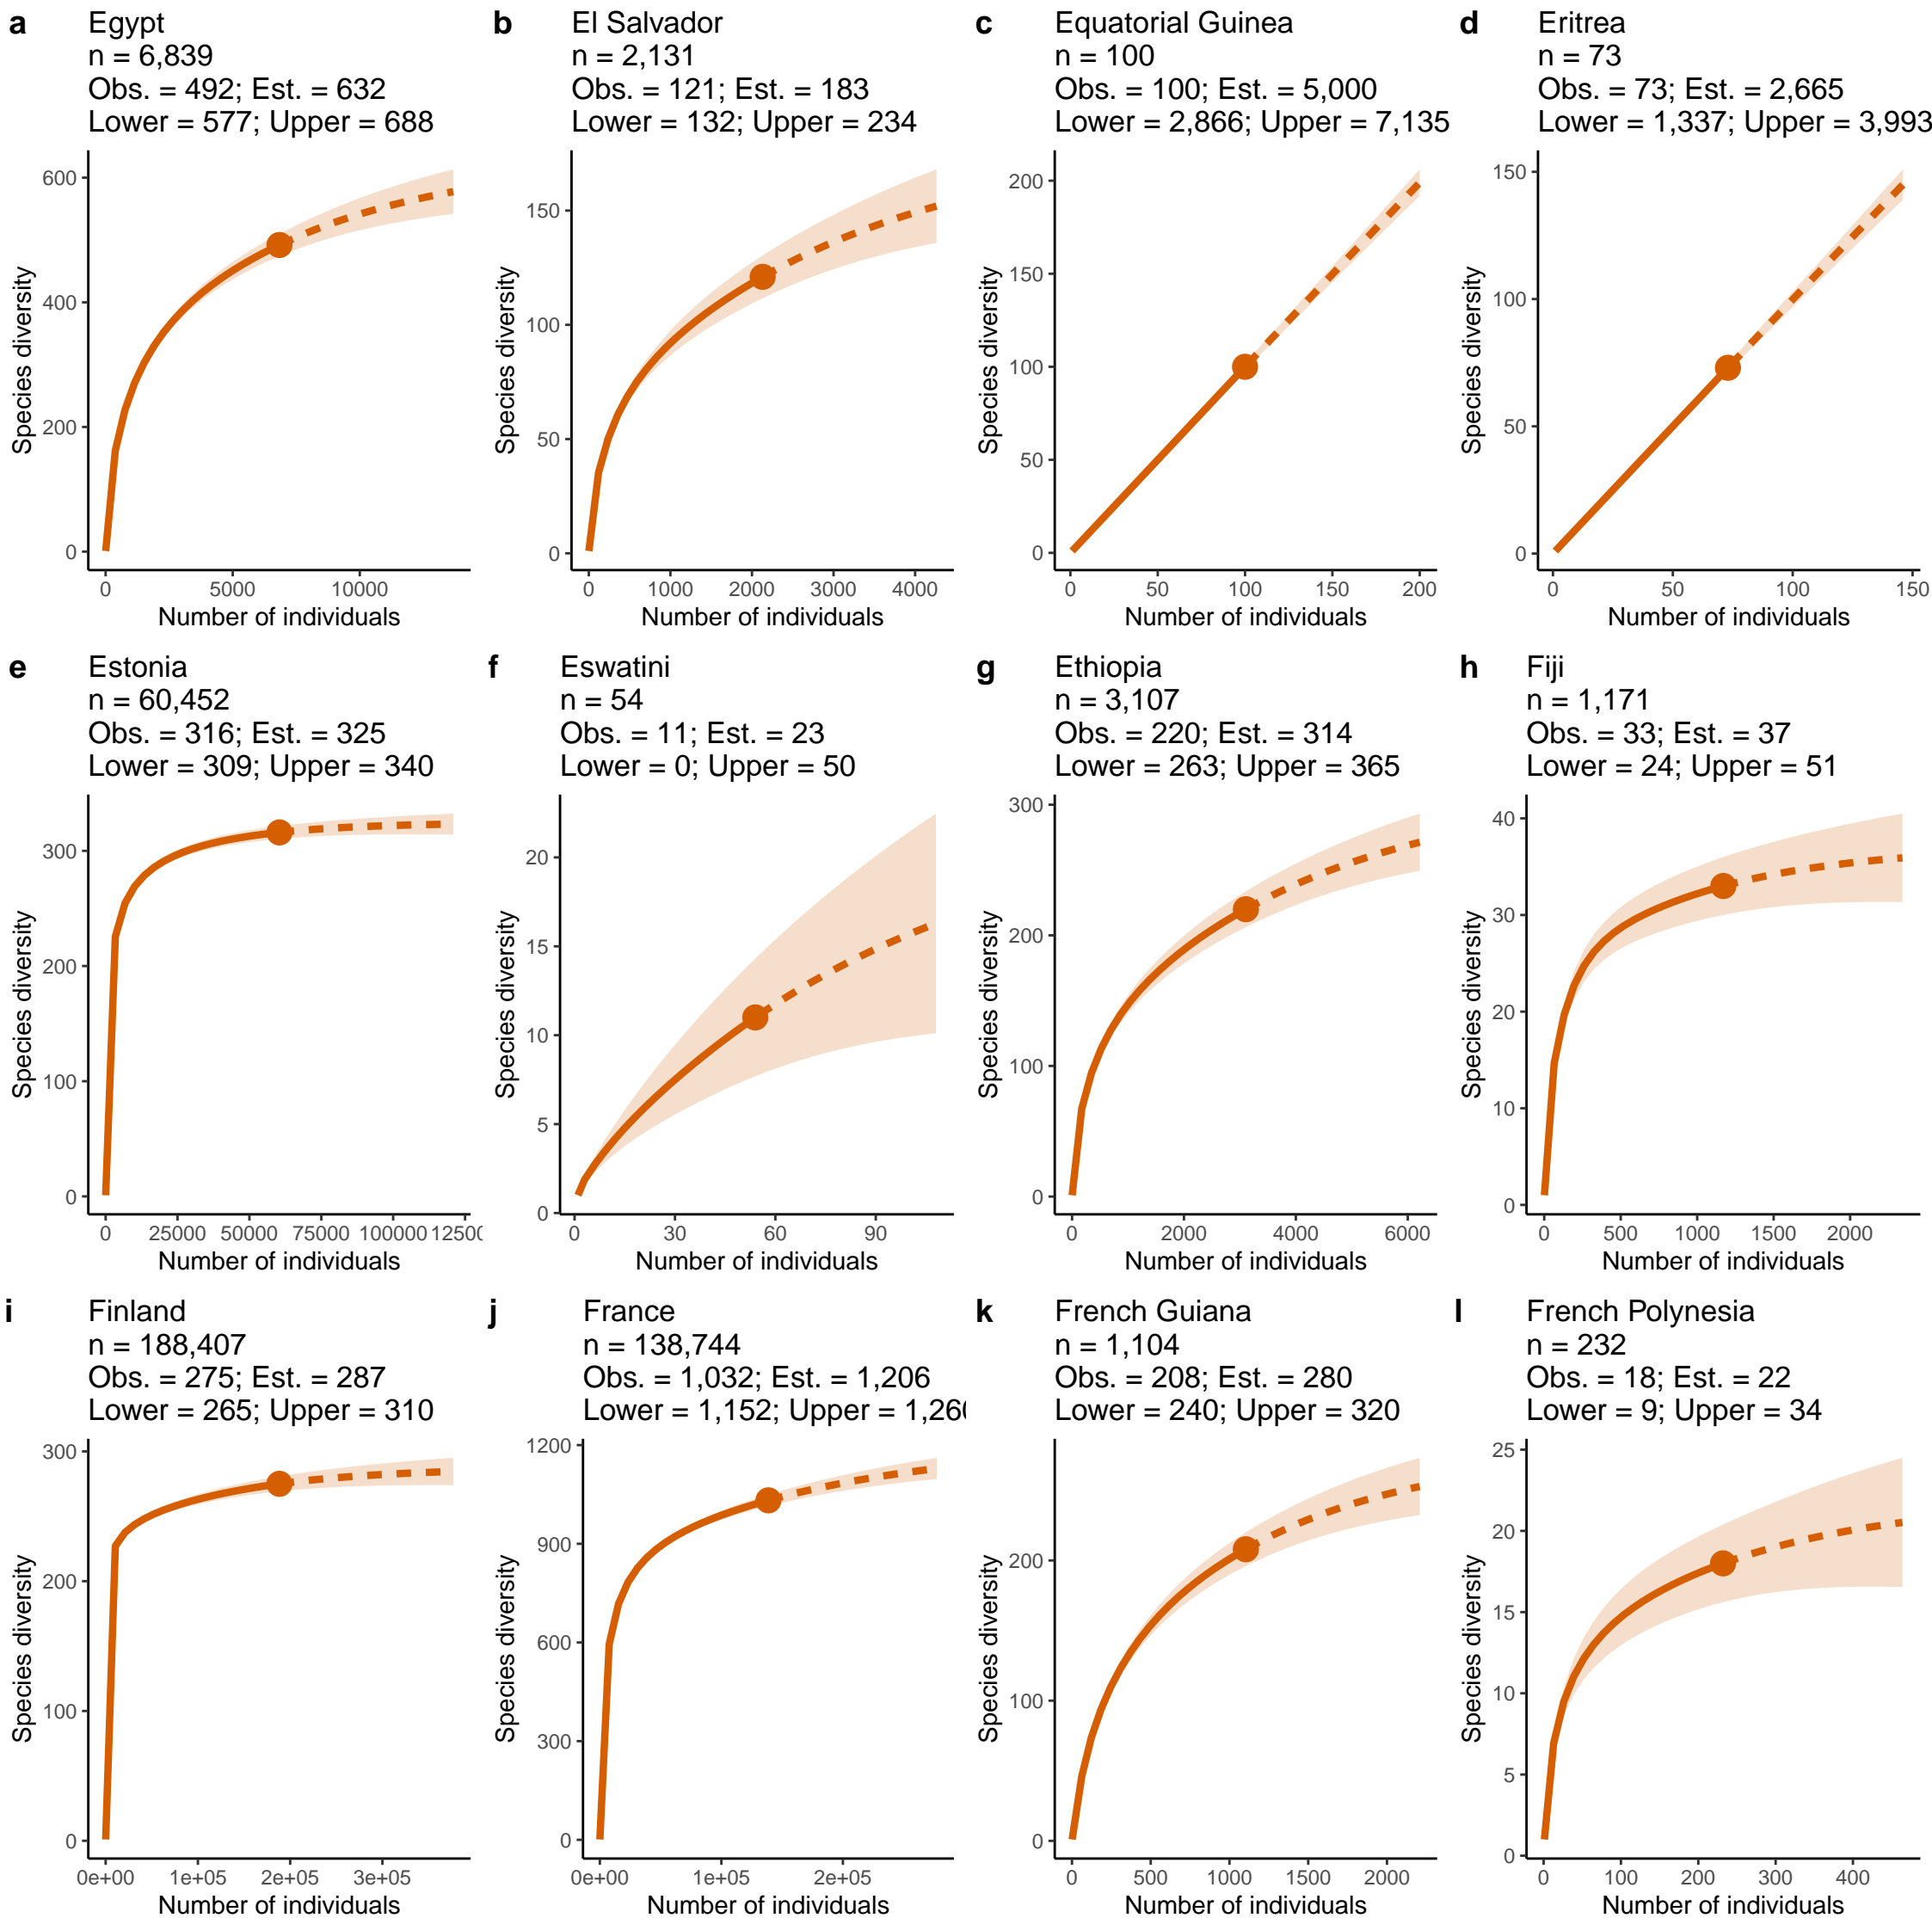 a Egypt
n = 6,839
Obs. = 492; Est. = 632
Lower = 577; Upper = 688
Species diversity
600
400
200
0
0 5000 10000
Number of individuals
b El Salvador
n = 2,131
Obs. = 121; Est. = 183
Lower = 132; Upper = 234
Species diversity
150
100
50
0
0 1000 2000 3000 4000
Number of individuals
c Equatorial Guinea
n = 100
Obs. = 100; Est. = 5,000
Lower = 2,866; Upper = 7,135
Species diversity
200
150
100
50
0
0 50 100 150 200
Number of individuals
d Eritrea
n = 73
Obs. = 73; Est. = 2,665
Lower = 1,337; Upper = 3,993
Species diversity
150
100
50
0
0 50 100 150
Number of individuals
e Estonia
n = 60,452
Obs. = 316; Est. = 325
Lower = 309; Upper = 340
Species diversity
300
200
100
0
0 25000 50000 75000 100000
Number of individuals
f Eswatini
n = 54
Obs. = 11; Est. = 23
Lower = 0; Upper = 50
Species diversity
20
15
10
5
0
0 30 60 90
Number of individuals
g Ethiopia
n = 3,107
Obs. = 220; Est. = 314
Lower = 263; Upper = 365
Species diversity
300
200
100
0
0 2000 4000 6000
Number of individuals
h Fiji
n = 1,171
Obs. = 33; Est. = 37
Lower = 24; Upper = 51
Species diversity
40
30
20
10
0
0 500 1000 1500 2000
Number of individuals
i Finland
n = 188,407
Obs. = 275; Est. = 287
Lower = 265; Upper = 310
Species diversity
300
200
100
0
0e+00 1e+05 2e+05 3e+05
Number of individuals
j France
n = 138,744
Obs. = 1,032; Est. = 1,206
Lower = 1,152; Upper =
Species diversity
1200
900
600
300
0
0e+00 1e+05 2e+05
Number of individuals
k French Guiana
n = 1,104
Obs. = 208; Est. = 280
Lower = 240; Upper = 320
Species diversity
200
100
0
0 500 1000 1500 2000
Number of individuals
l French Polynesia
n = 232
Obs. = 18; Est. = 22
Lower = 9; Upper = 34
Species diversity
25
20
15
10
5
0
0 100 200 300 400
Number of individuals